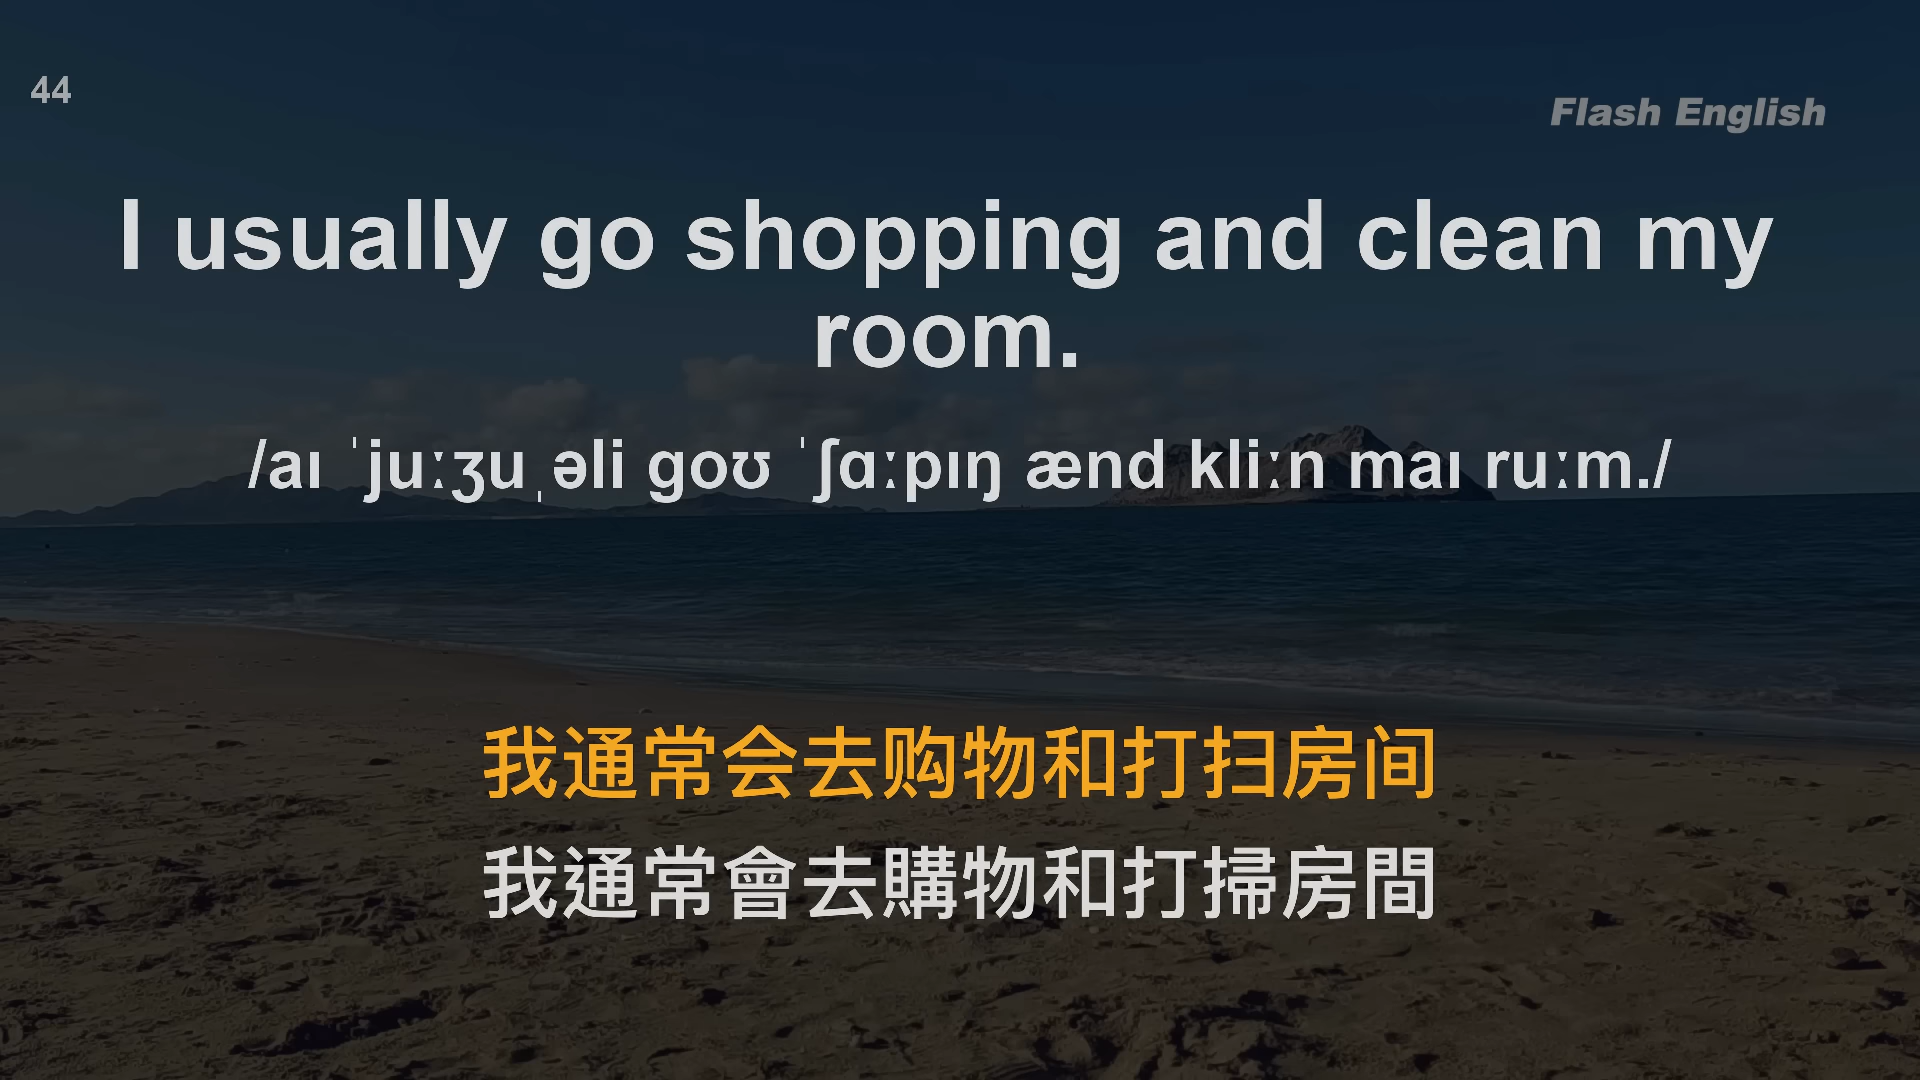 44
Flash English
I usually go shopping and clean my
room.
/aɪ ˈjuːʒuˌəli goʊ ˈʃɑːpɪŋ ænd kliːn maɪ ruːm./
我通常会去购物和打扫房间
我通常會去購物和打掃房間